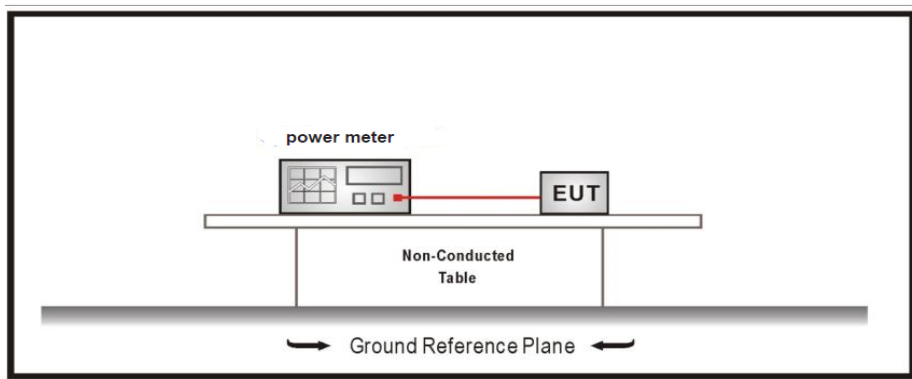 power meter
EUT
Non-Conducted
Table
Ground Reference Plane